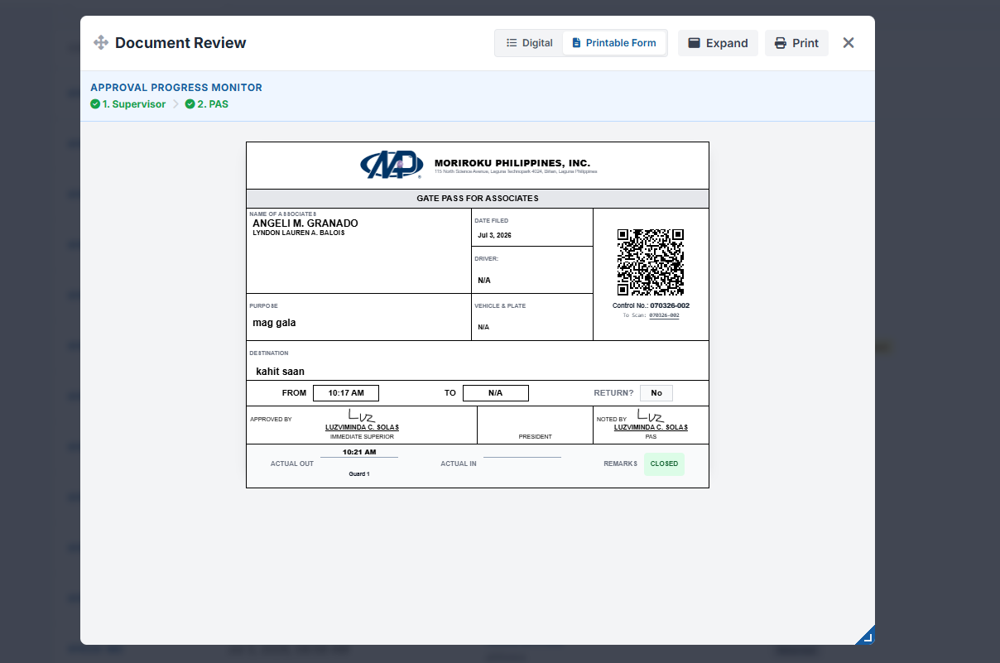 Document Review
Digital
Printable Form
Expand
Print
APPROVAL PROGRESS MONITOR
1. Supervisor
2. PAS
MORIROKU PHILIPPINES, INC.
115 North Science Avenue, Laguna Technopark 4024, Biñan, Laguna Philippines
GATE PASS FOR ASSOCIATES
NAME OF ASSOCIATES
ANGELI M. GRANADO
LYNDON LAUREN A. BALOIS
DATE FILED
Jul 3, 2026
DRIVER:
N/A
Control No.: 070326-002
To Scan: 070326-002
PURPOSE
mag gala
VEHICLE & PLATE
N/A
DESTINATION
kahit saan
FROM 10:17 AM TO N/A RETURN? No
APPROVED BY
LUZVIMINDA C. SOLAS
IMMEDIATE SUPERIOR
PRESIDENT
NOTED BY
LUZVIMINDA C. SOLAS
PAS
ACTUAL OUT
10:21 AM
Guard 1
ACTUAL IN
REMARKS
CLOSED